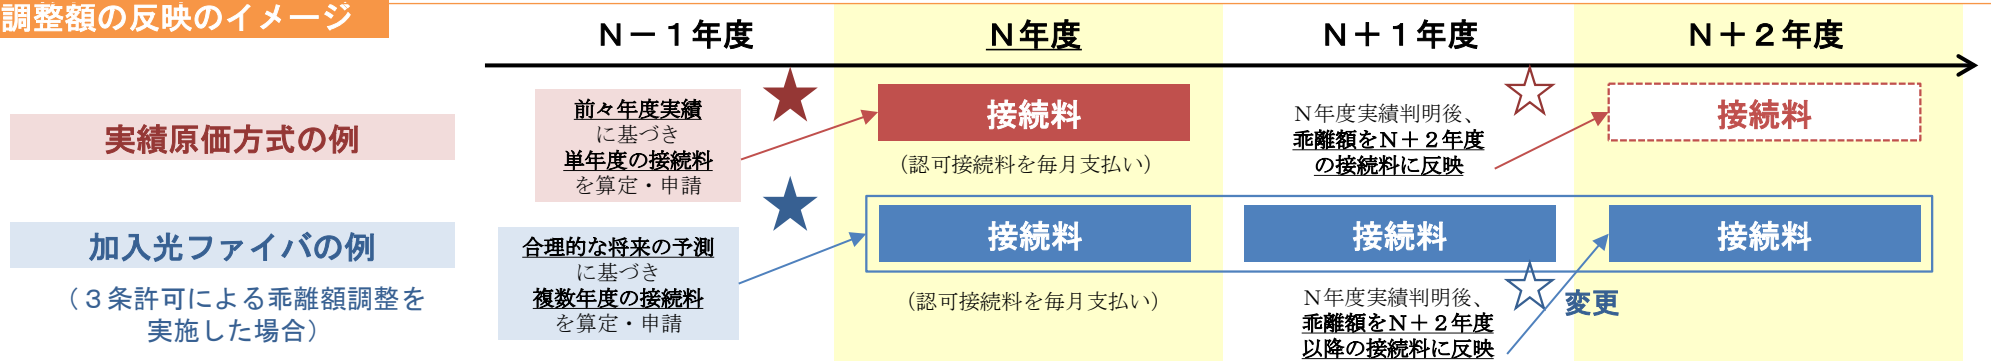 調整額の反映のイメージ
N－1年度
N年度
N＋1年度
N＋2年度
実績原価方式の例
前々年度実績
に基づき
単年度の接続料
を算定・申請
接続料
（認可接続料を毎月支払い）
N年度実績判明後、
乖離額をN＋2年度
の接続料に反映
接続料
加入光ファイバの例
（３条許可による乖離額調整を
実施した場合）
合理的な将来の予測
に基づき
複数年度の接続料
を算定・申請
接続料
接続料
接続料
（認可接続料を毎月支払い）
N年度実績判明後、
乖離額をN＋2年度
以降の接続料に反映
変更